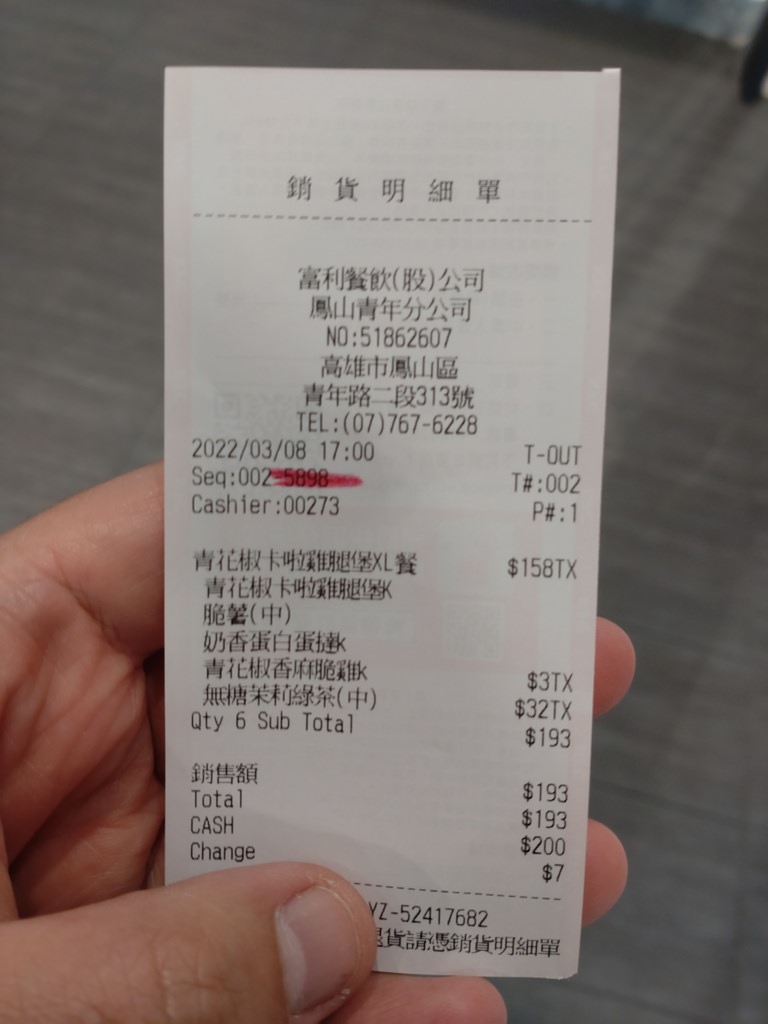 銷貨明細單
富利餐飲(股)公司
鳳山青年分公司
NO:51862607
高雄市鳳山區
青年路二段313號
TEL:(07)767-6228
2022/03/08 17:00 T-OUT
Seq:002-5898 T#:002
Cashier:00273 P#:1
青花椒卡啦雞腿堡XL餐 $158TX
青花椒卡啦雞腿堡K
脆薯(中)
奶香蛋白蛋撻K
青花椒香麻脆雞K $3TX
無糖茉莉綠茶(中) $32TX
Qty 6 Sub Total $193
銷售額 $193
Total $193
CASH $200
Change $7
YZ-52417682
退貨請憑銷貨明細單